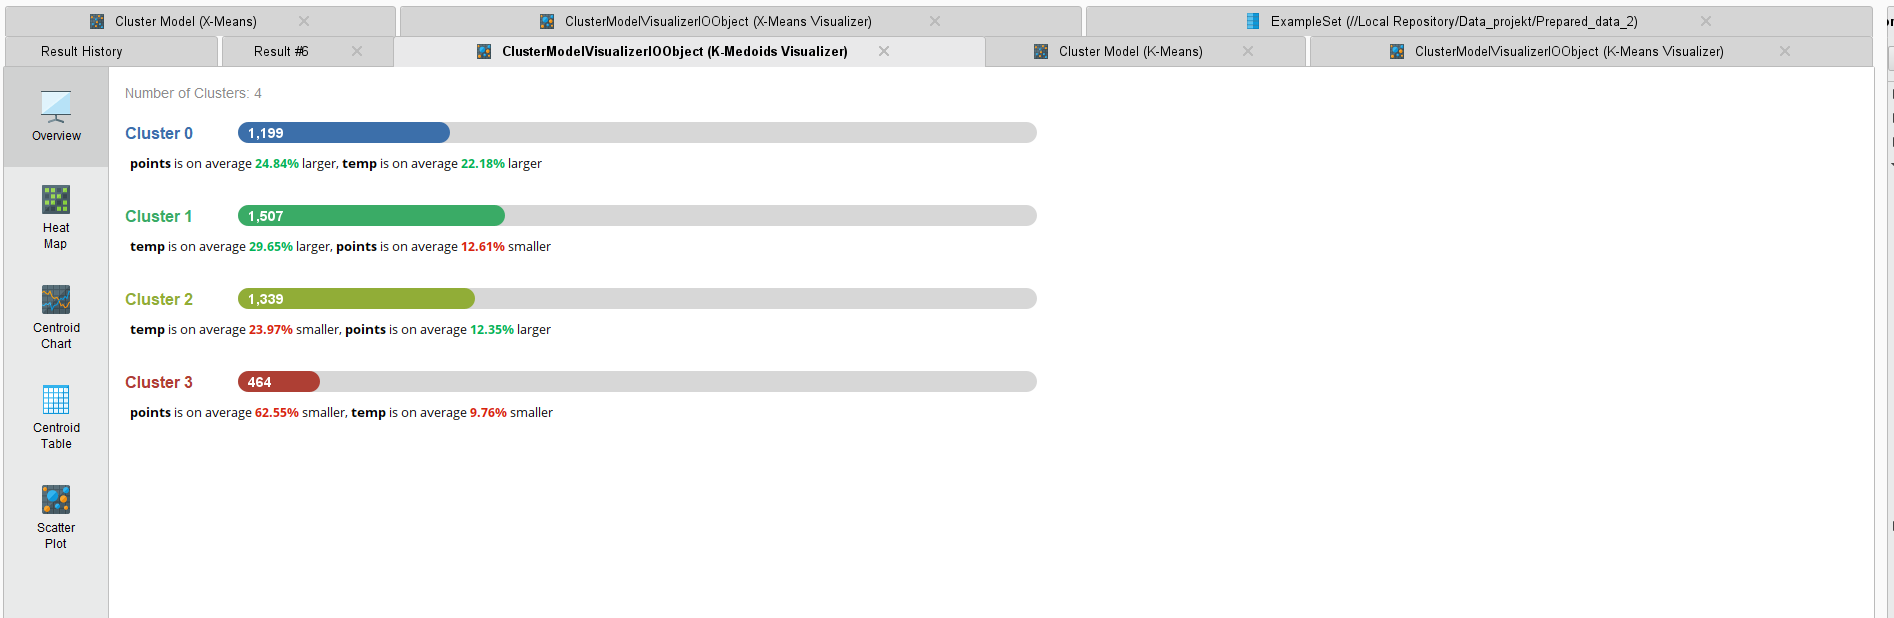 Cluster Model (X-Means)
ClusterModelVisualizerIOObject (X-Means Visualizer)
ExampleSet (//Local Repository/Data_projekt/Prepared_data_2)
Result History
Result #6
ClusterModelVisualizerIOObject (K-Medoids Visualizer)
Cluster Model (K-Means)
ClusterModelVisualizerIOObject (K-Means Visualizer)
Overview
Heat
Map
Centroid
Chart
Centroid
Table
Scatter
Plot
Number of Clusters: 4
Cluster 0 1,199
points is on average 24.84% larger, temp is on average 22.18% larger
Cluster 1 1,507
temp is on average 29.65% larger, points is on average 12.61% smaller
Cluster 2 1,339
temp is on average 23.97% smaller, points is on average 12.35% larger
Cluster 3 464
points is on average 62.55% smaller, temp is on average 9.76% smaller